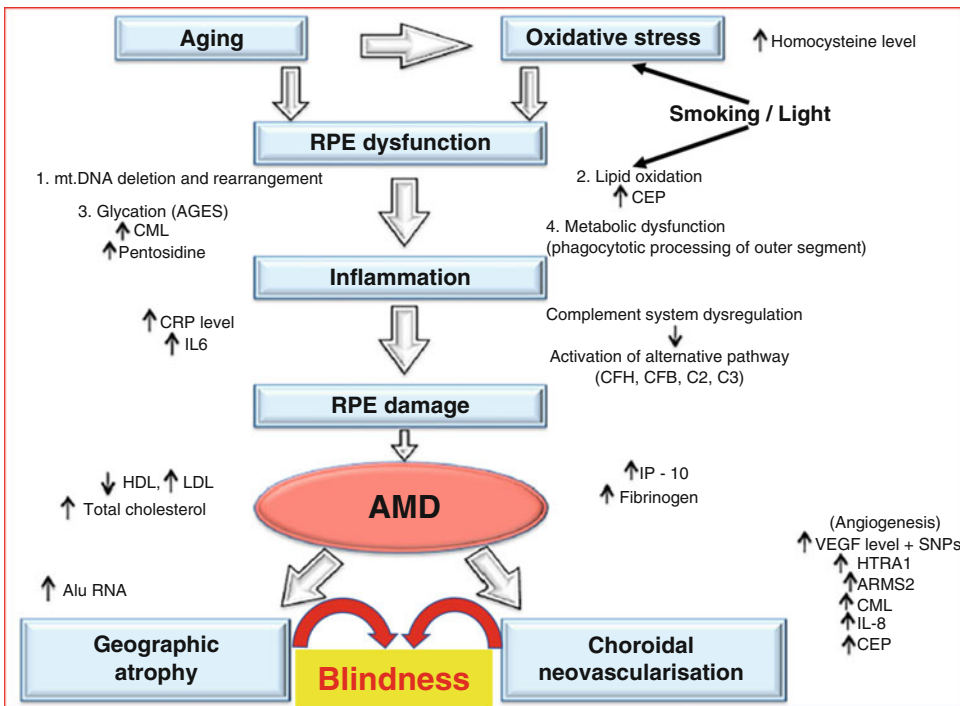 Aging
Oxidative stress
Homocysteine level
Smoking / Light
RPE dysfunction
1. mt.DNA deletion and rearrangement
2. Lipid oxidation
CEP
3. Glycation (AGES)
CML
Pentosidine
4. Metabolic dysfunction
(phagocytotic processing of outer segment)
Inflammation
CRP level
IL6
Complement system dysregulation
Activation of alternative pathway
(CFH, CFB, C2, C3)
RPE damage
HDL, LDL
Total cholesterol
AMD
IP - 10
Fibrinogen
(Angiogenesis)
VEGF level + SNPs
HTRA1
ARMS2
CML
IL-8
CEP
Alu RNA
Geographic
atrophy
Blindness
Choroidal
neovascularisation